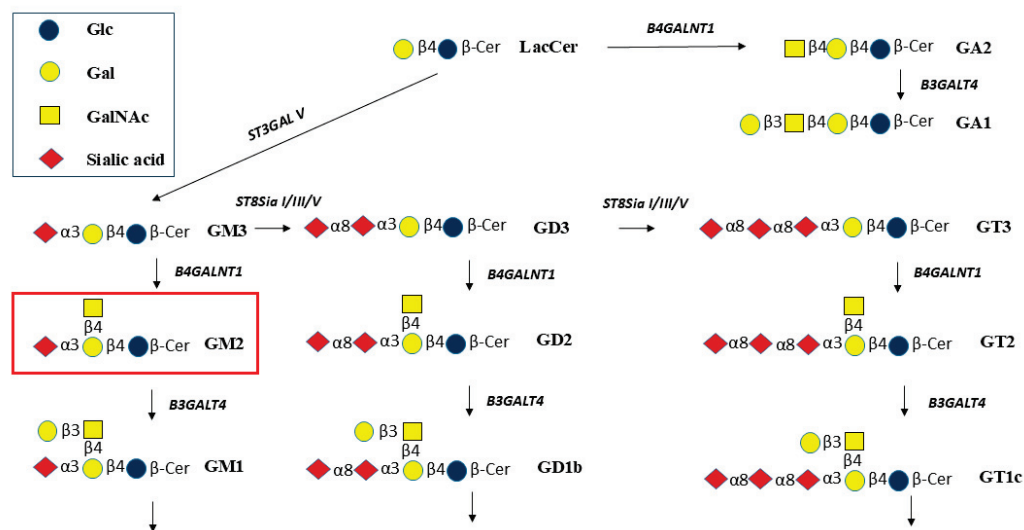 Glc
Gal
GalNAc
Sialic acid
β4 β-Cer LacCer
B4GALNT1
β4 β4 β-Cer GA2
B3GALT4
β3 β4 β4 β-Cer GA1
ST3GAL V
α3 β4 β-Cer GM3
ST8Sia I/III/V
α8 α3 β4 β-Cer GD3
ST8Sia I/III/V
α8 α8 α3 β4 β-Cer GT3
B4GALNT1
B4GALNT1
B4GALNT1
β4
α3 β4 β-Cer GM2
β4
α8 α3 β4 β-Cer GD2
β4
α8 α8 α3 β4 β-Cer GT2
B3GALT4
B3GALT4
B3GALT4
β3
β4
α3 β4 β-Cer GM1
β3
β4
α8 α3 β4 β-Cer GD1b
β3
β4
α8 α8 α3 β4 β-Cer GT1c